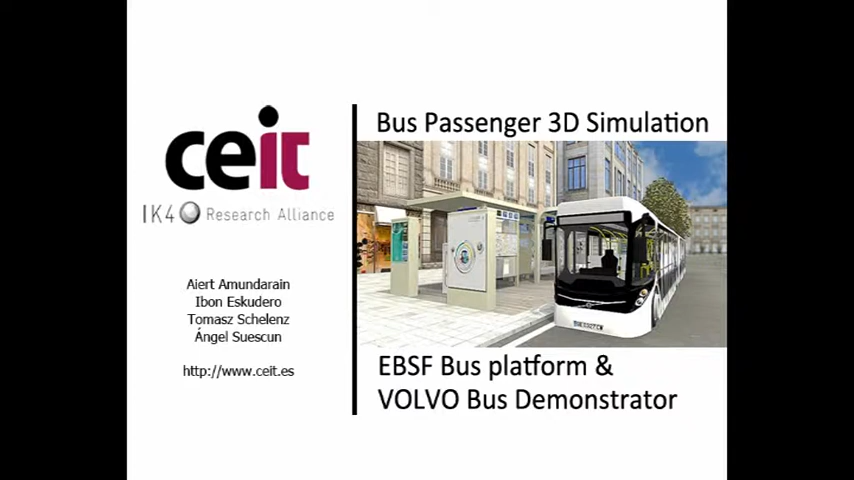 ceit
IK4 Research Alliance
Aiert Amundarain
Ibon Eskudero
Tomasz Schelenz
Ángel Suescun
http://www.ceit.es
Bus Passenger 3D Simulation
EBSF Bus platform &
VOLVO Bus Demonstrator